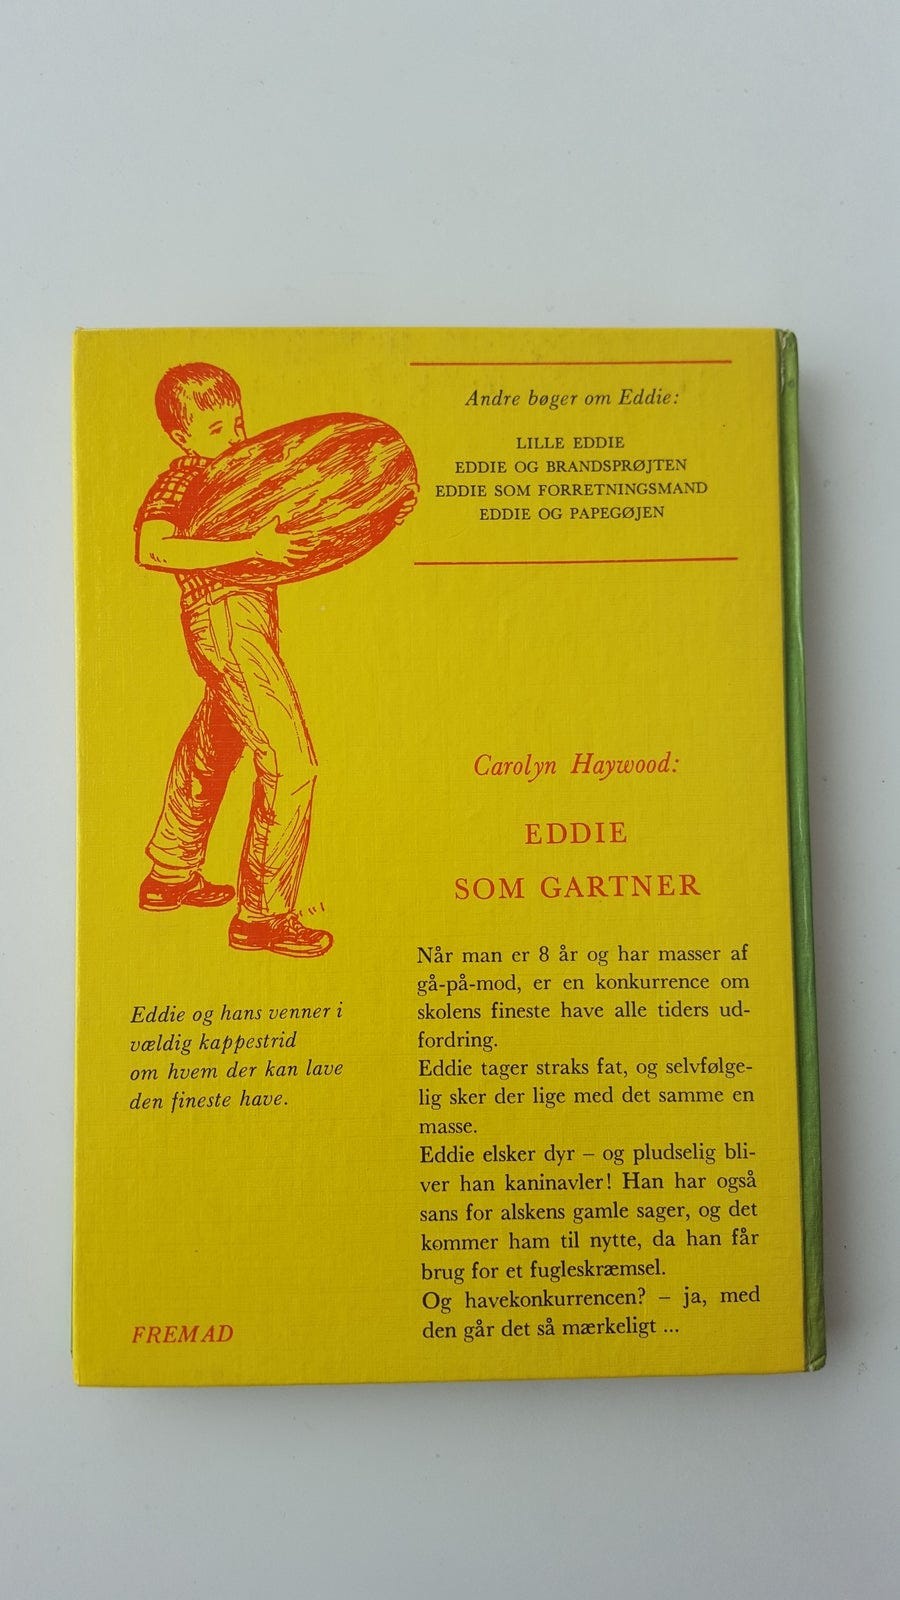 Andre bøger om Eddie:
LILLE EDDIE
EDDIE OG BRANDSPRØJTEN
EDDIE SOM FORRETNINGSMAND
EDDIE OG PAPEGØJEN
Carolyn Haywood:
EDDIE
SOM GARTNER
Når man er 8 år og har masser af
gå-på-mod, er en konkurrence om
skolens fineste have alle tiders ud-
fordring.
Eddie tager straks fat, og selvfølge-
lig sker der lige med det samme en
masse.
Eddie elsker dyr – og pludselig bli-
ver han kaninavler! Han har også
sans for alskens gamle sager, og det
kommer ham til nytte, da han får
brug for et fugleskræmsel.
Og havekonkurrencen? – ja, med
den går det så mærkeligt ...
Eddie og hans venner i
vældig kappestrid
om hvem der kan lave
den fineste have.
FREMAD